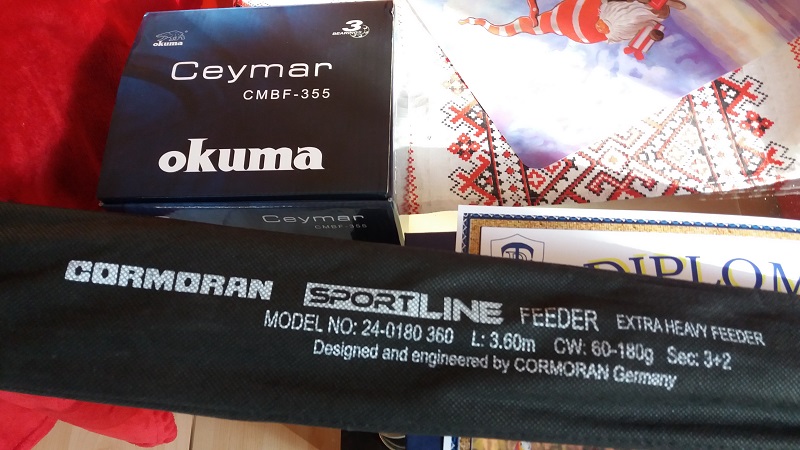 okuma
3
BEARINGS
Ceymar
CMBF-355
okuma
Ceymar
CMBF-355
DIPLOM
CORMORAN SPORTLINE FEEDER EXTRA HEAVY FEEDER
MODEL NO: 24-0180 360 L: 3.60m CW: 60-180g Sec: 3+2
Designed and engineered by CORMORAN Germany